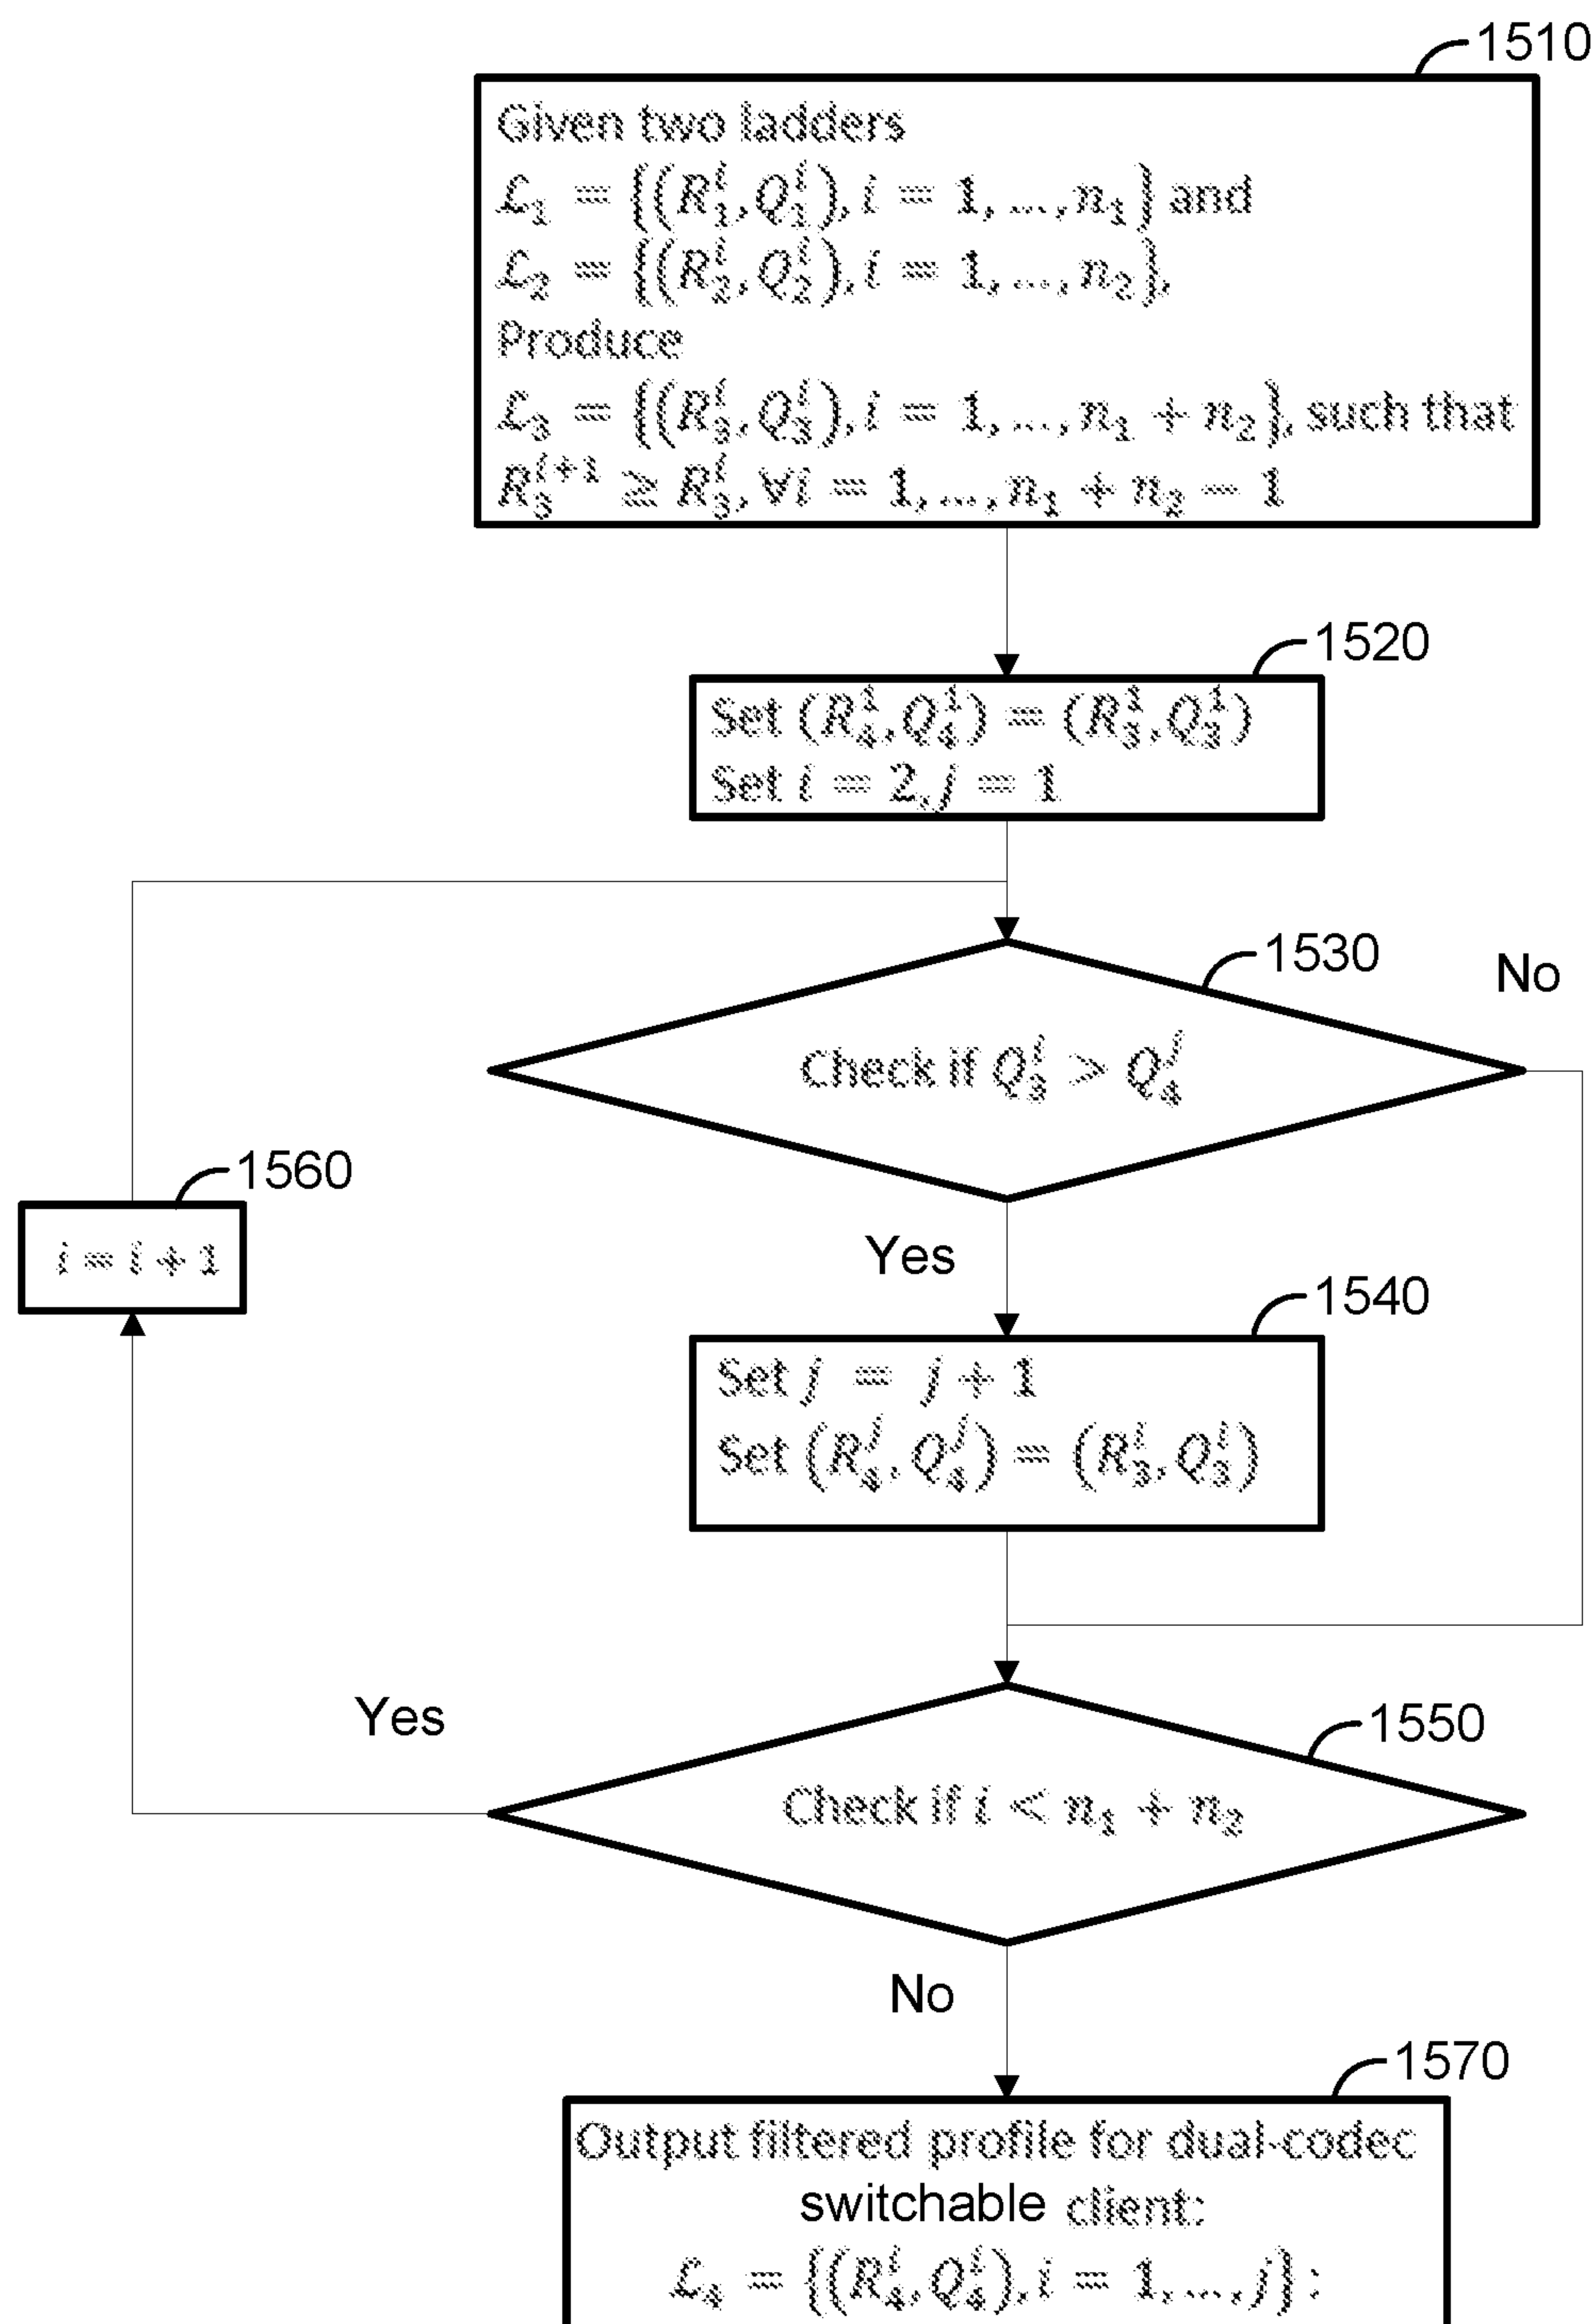 1510
Given two ladders
ℒ₁ = {(R₁ⁱ, Q₁ⁱ), i = 1, ..., n₁} and
ℒ₂ = {(R₂ⁱ, Q₂ⁱ), i = 1, ..., n₂},
Produce
ℒ₃ = {(R₃ⁱ, Q₃ⁱ), i = 1, ..., n₁ + n₂}, such that
R₃ⁱ⁺¹ ≥ R₃ⁱ, ∀i = 1, ..., n₁ + n₂ − 1
1520
Set (R₄¹, Q₄¹) = (R₃¹, Q₃¹)
Set i = 2, j = 1
1530
No
Check if Q₃ⁱ > Q₄ʲ
1560
i = i + 1
Yes
1540
Set j = j + 1
Set (R₄ʲ, Q₄ʲ) = (R₃ⁱ, Q₃ⁱ)
Yes
1550
Check if i < n₁ + n₂
No
1570
Output filtered profile for dual-codec
switchable client:
ℒ₄ = {(R₄ⁱ, Q₄ⁱ), i = 1, ..., j} :